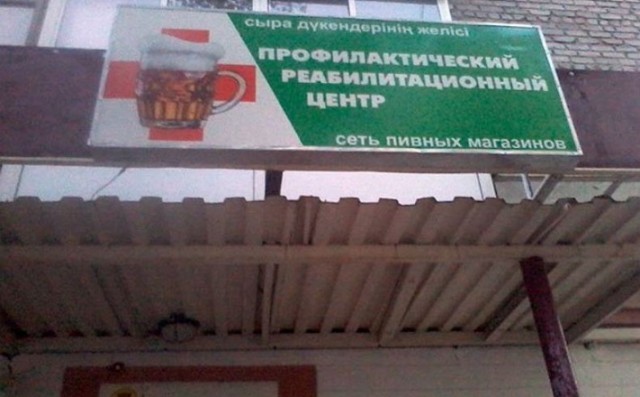 сыра дүкендерінің желісі
ПРОФИЛАКТИЧЕСКИЙ
РЕАБИЛИТАЦИОННЫЙ
ЦЕНТР
сеть пивных магазинов